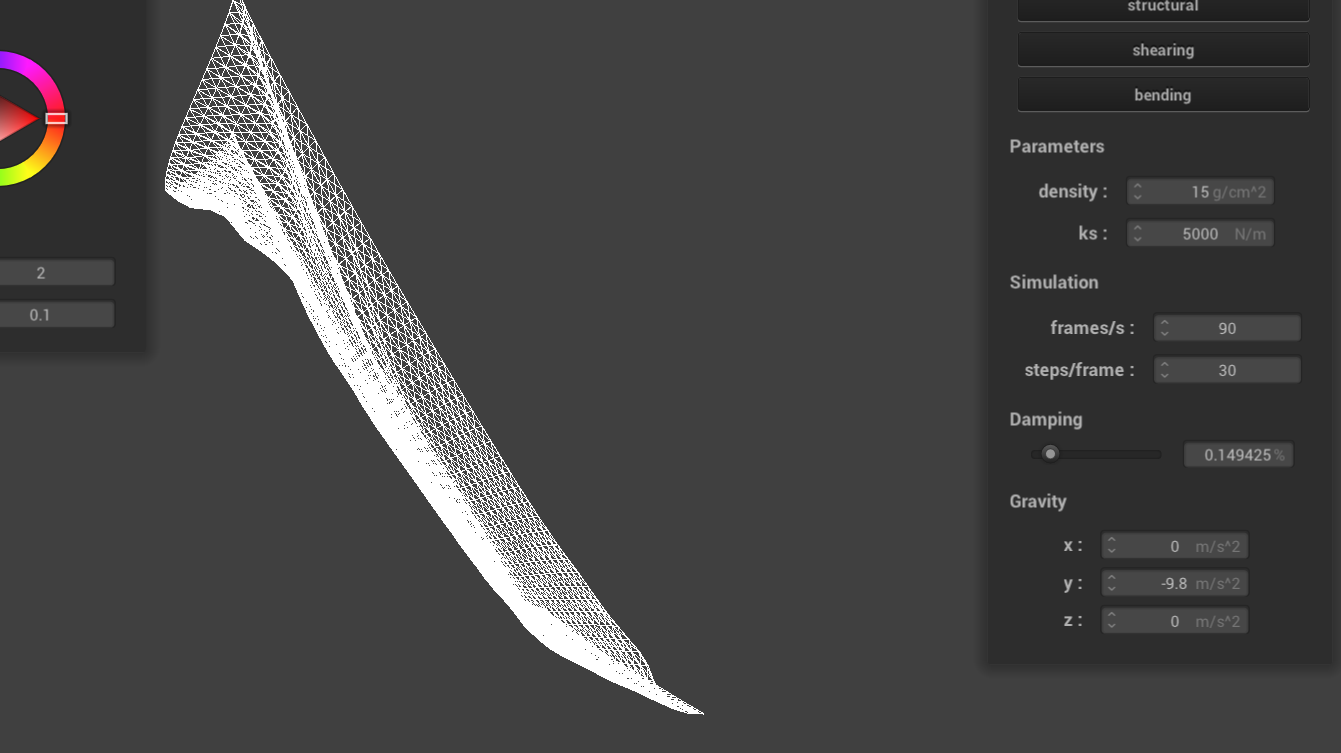 2
0.1
structural
shearing
bending
Parameters
density : 15 g/cm^2
ks : 5000 N/m
Simulation
frames/s : 90
steps/frame : 30
Damping
0.149425 %
Gravity
x : 0 m/s^2
y : -9.8 m/s^2
z : 0 m/s^2